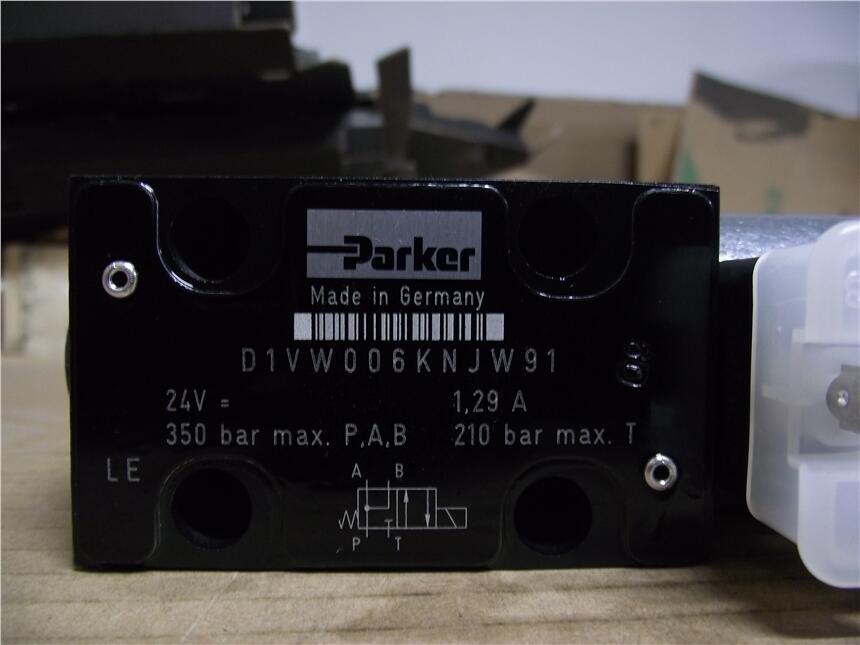 Parker
Made in Germany
D1VW006KNJW91
24V = 1,29 A
350 bar max. P,A,B 210 bar max. T
LE
A B
P T